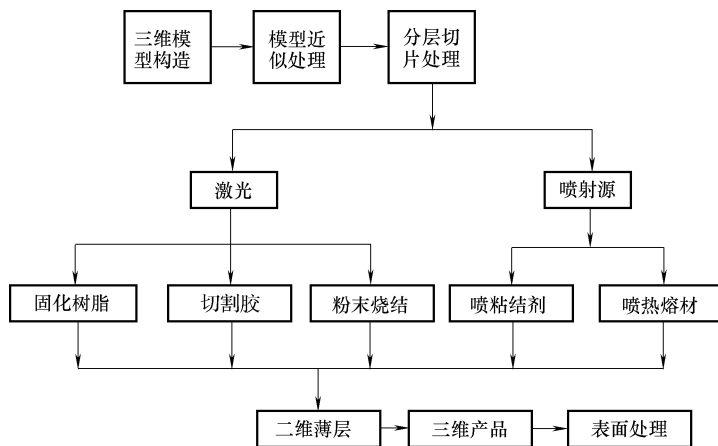 三维模
型构造
模型近
似处理
分层切
片处理
激光
喷射源
固化树脂
切割胶
粉末烧结
喷粘结剂
喷热熔材
二维薄层
三维产品
表面处理